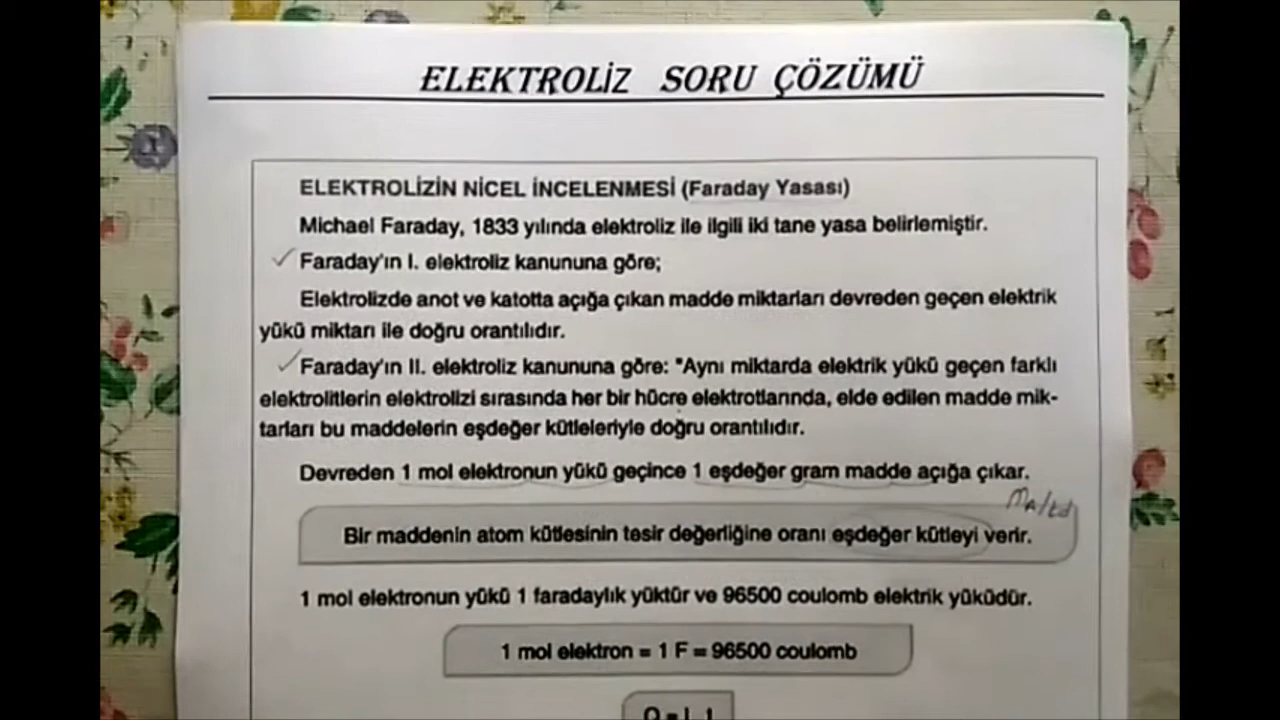 ELEKTROLİZ SORU ÇÖZÜMÜ
ELEKTROLİZİN NİCEL İNCELENMESİ (Faraday Yasası)
Michael Faraday, 1833 yılında elektroliz ile ilgili iki tane yasa belirlemiştir.
Faraday'ın I. elektroliz kanununa göre;
Elektrolizde anot ve katotta açığa çıkan madde miktarları devreden geçen elektrik
yükü miktarı ile doğru orantılıdır.
Faraday'ın II. elektroliz kanununa göre: "Aynı miktarda elektrik yükü geçen farklı
elektrolitlerin elektrolizi sırasında her bir hücre elektrotlarında, elde edilen madde mik-
tarları bu maddelerin eşdeğer kütleleriyle doğru orantılıdır.
Devreden 1 mol elektronun yükü geçince 1 eşdeğer gram madde açığa çıkar.
Bir maddenin atom kütlesinin tesir değerliğine oranı eşdeğer kütleyi verir.
1 mol elektronun yükü 1 faradaylık yüktür ve 96500 coulomb elektrik yüküdür.
1 mol elektron = 1 F = 96500 coulomb